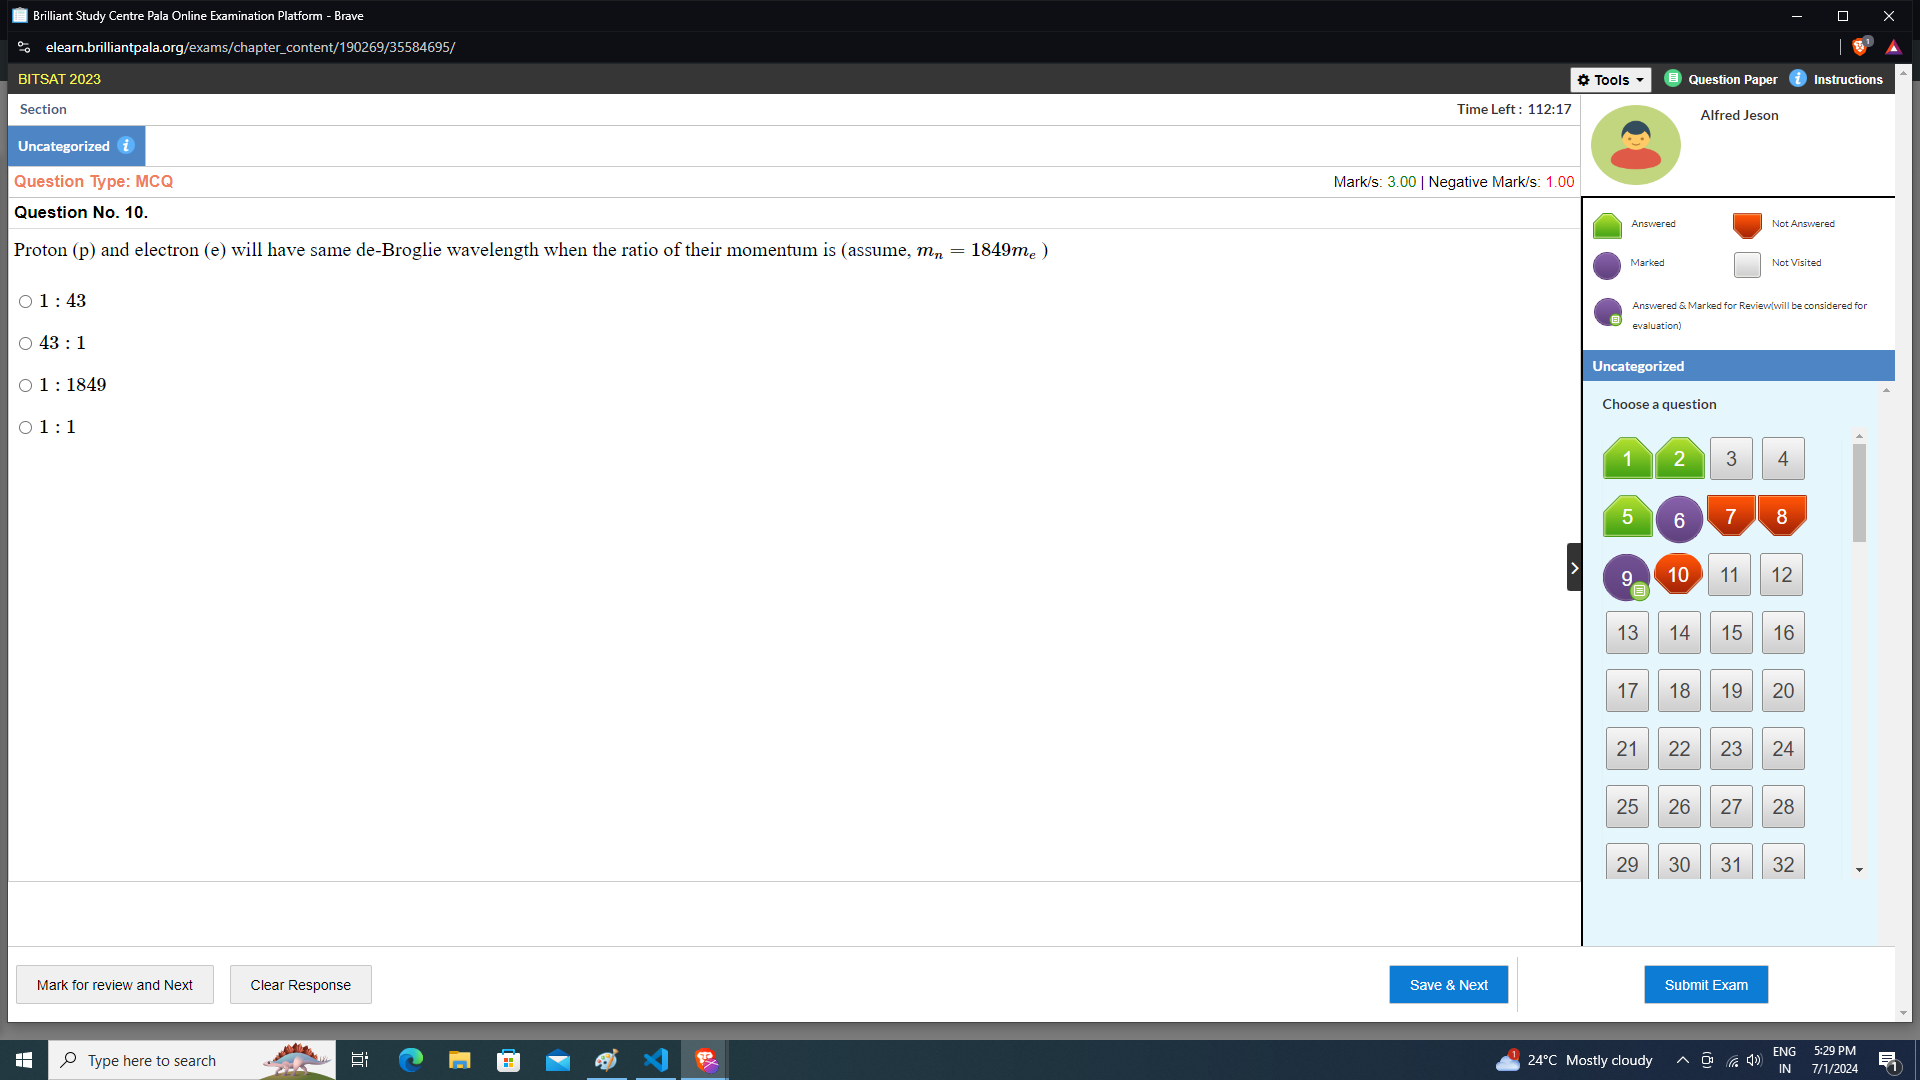 Brilliant Study Centre Pala Online Examination Platform - Brave
elearn.brilliantpala.org/exams/chapter_content/190269/35584695/
1
BITSAT 2023
Tools
Question Paper
Instructions
Section
Time Left : 112:17
Alfred Jeson
Uncategorized
Question Type: MCQ
Mark/s: 3.00 | Negative Mark/s: 1.00
Question No. 10.
Proton (p) and electron (e) will have same de-Broglie wavelength when the ratio of their momentum is (assume, mₙ = 1849mₑ )
1 : 43
43 : 1
1 : 1849
1 : 1
Answered
Not Answered
Marked
Not Visited
Answered & Marked for Review(will be considered for
evaluation)
Uncategorized
Choose a question
1 2 3 4
5 6 7 8
9 10 11 12
13 14 15 16
17 18 19 20
21 22 23 24
25 26 27 28
29 30 31 32
Mark for review and Next
Clear Response
Save & Next
Submit Exam
Type here to search
1
24°C Mostly cloudy
ENG
IN
5:29 PM
7/1/2024
1